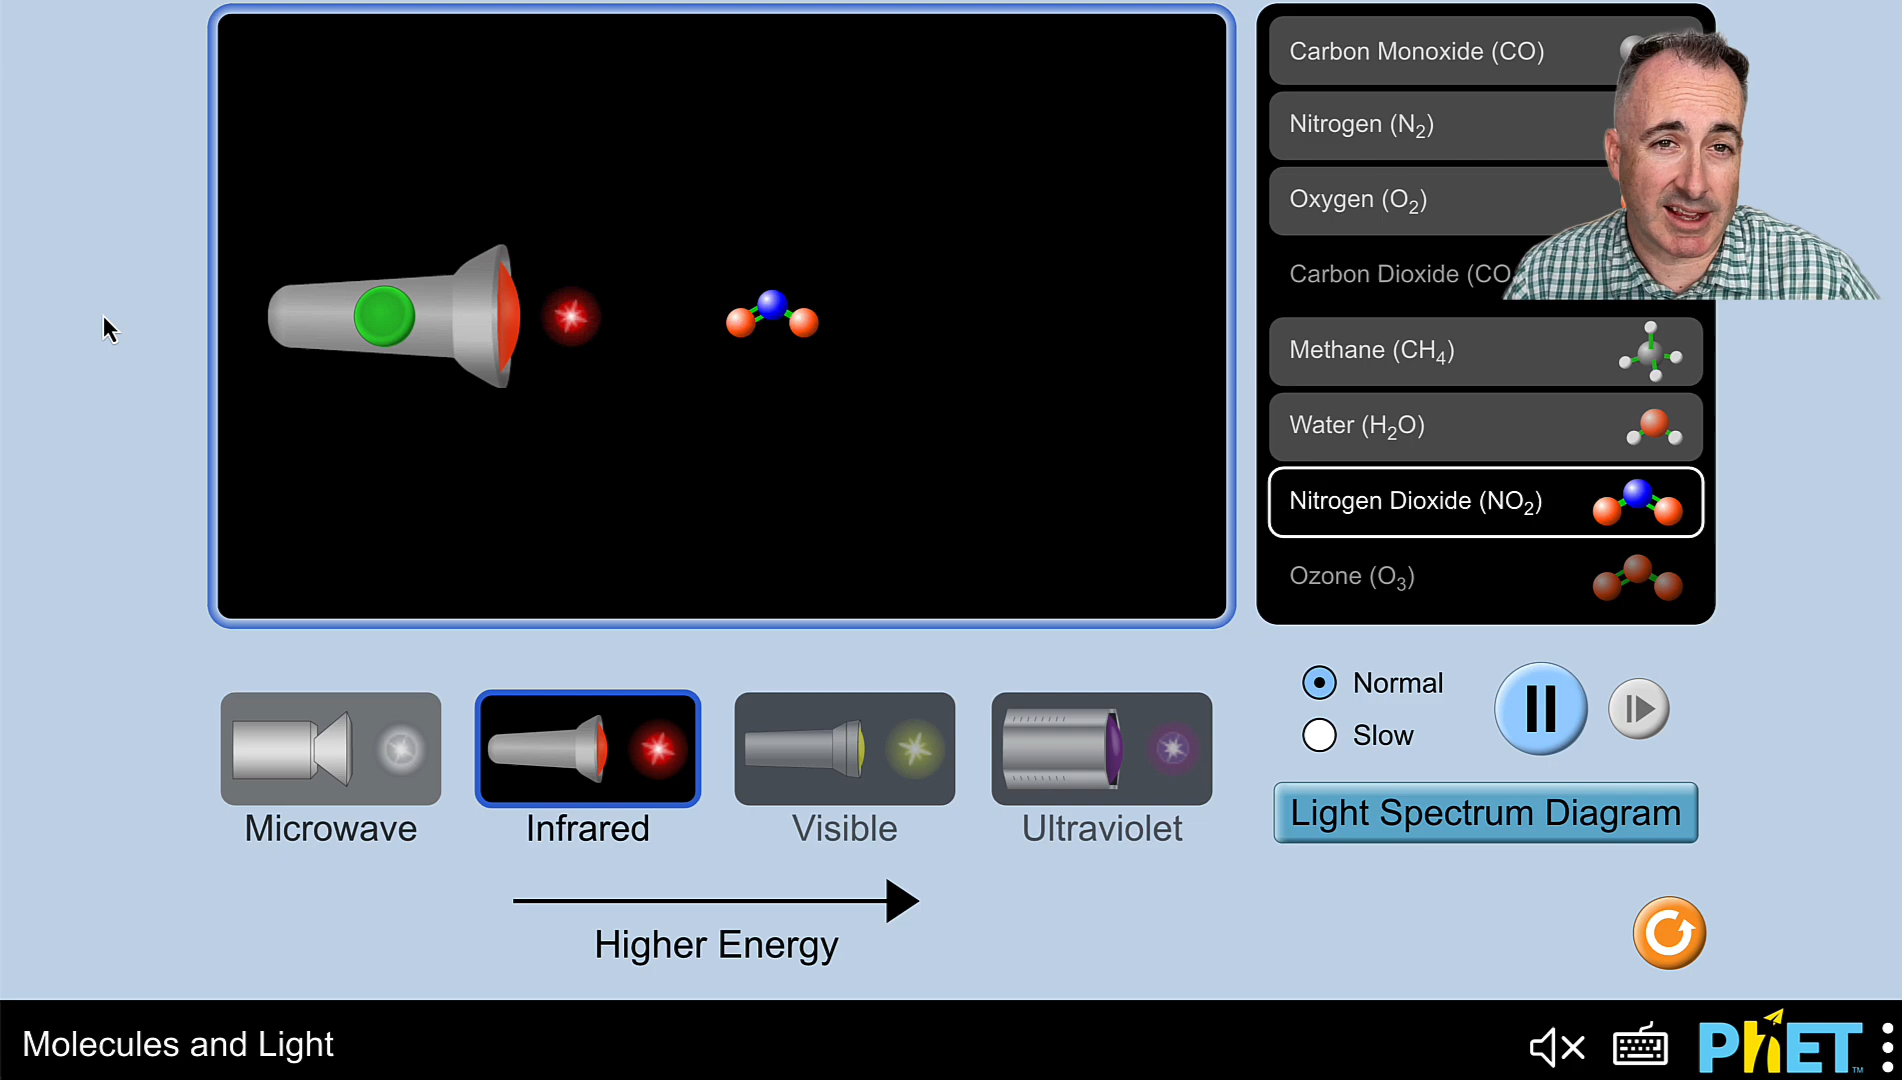 Carbon Monoxide (CO)
Nitrogen (N₂)
Oxygen (O₂)
Carbon Dioxide (CO
Methane (CH₄)
Water (H₂O)
Nitrogen Dioxide (NO₂)
Ozone (O₃)
Normal
Slow
Microwave
Infrared
Visible
Ultraviolet
Light Spectrum Diagram
Higher Energy
Molecules and Light
PhET™